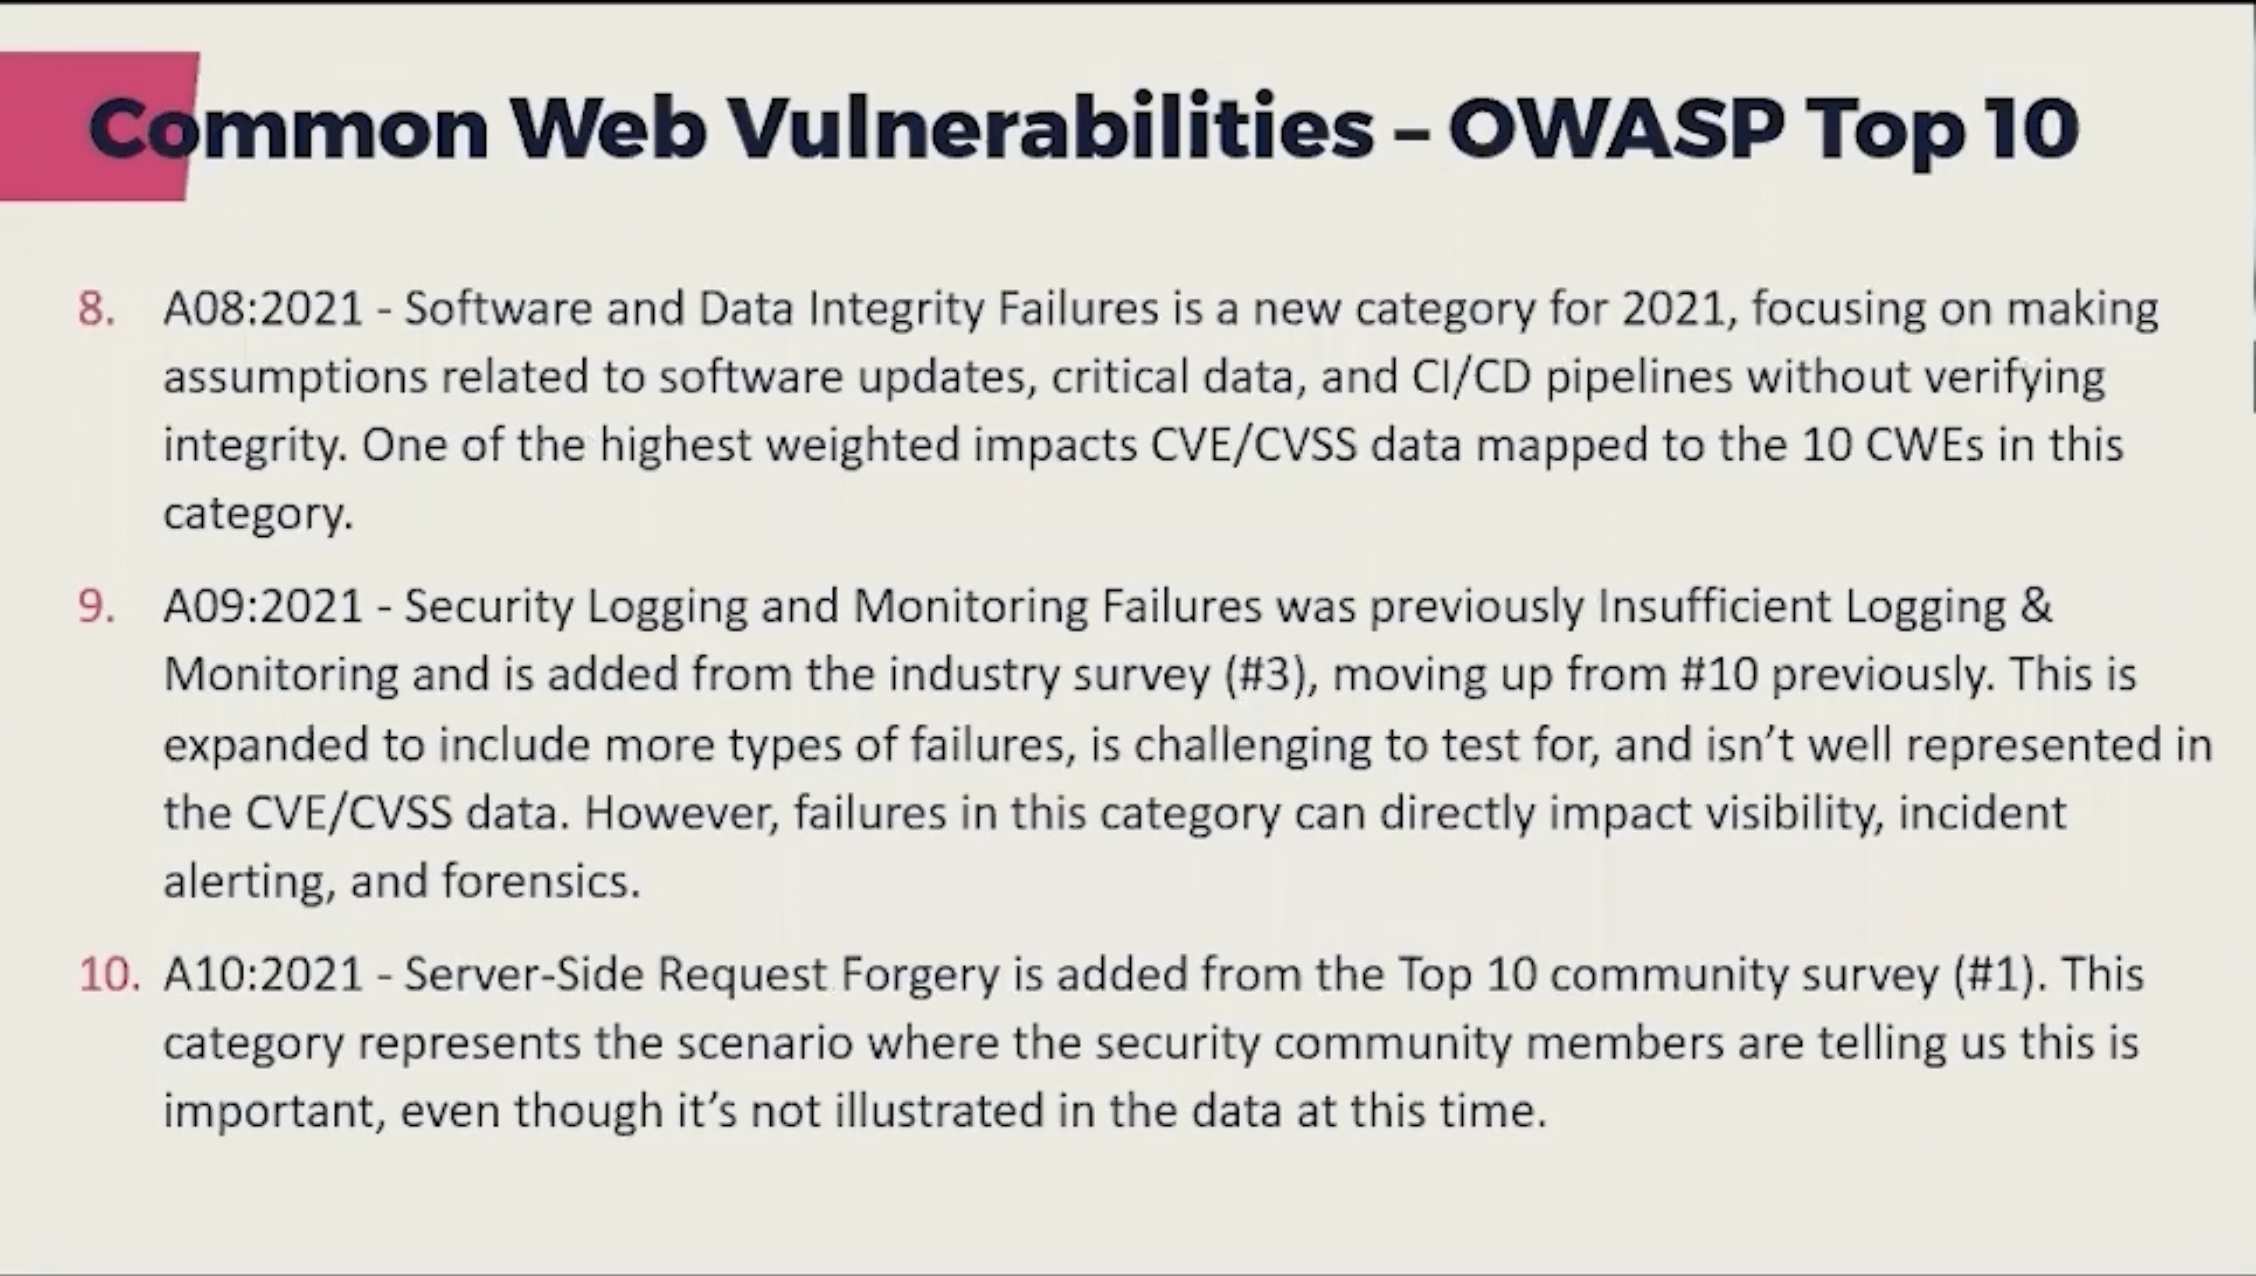 Common Web Vulnerabilities – OWASP Top 10
8. A08:2021 - Software and Data Integrity Failures is a new category for 2021, focusing on making
assumptions related to software updates, critical data, and CI/CD pipelines without verifying
integrity. One of the highest weighted impacts CVE/CVSS data mapped to the 10 CWEs in this
category.
9. A09:2021 - Security Logging and Monitoring Failures was previously Insufficient Logging &
Monitoring and is added from the industry survey (#3), moving up from #10 previously. This is
expanded to include more types of failures, is challenging to test for, and isn’t well represented in
the CVE/CVSS data. However, failures in this category can directly impact visibility, incident
alerting, and forensics.
10. A10:2021 - Server-Side Request Forgery is added from the Top 10 community survey (#1). This
category represents the scenario where the security community members are telling us this is
important, even though it’s not illustrated in the data at this time.